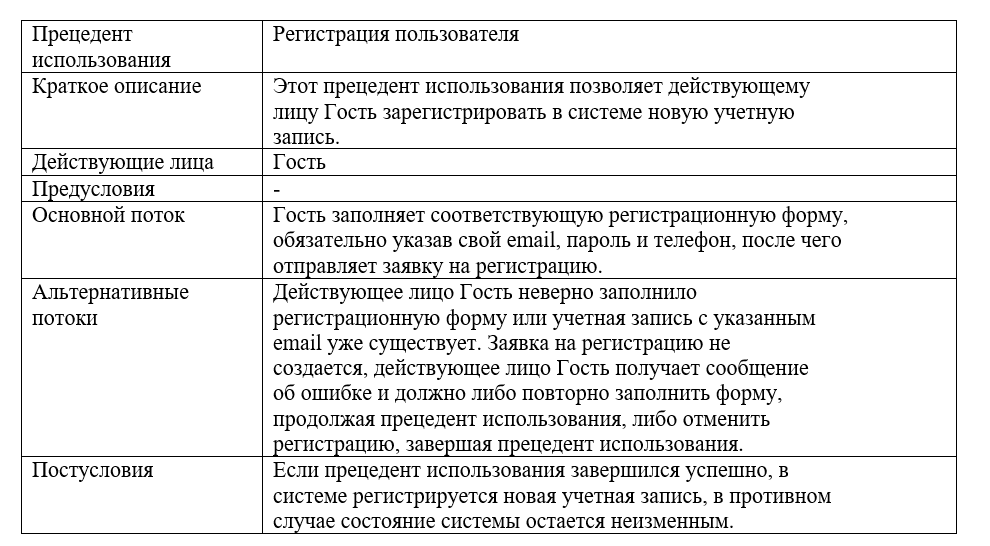 Прецедент Регистрация пользователя
использования
Краткое описание Этот прецедент использования позволяет действующему
лицу Гость зарегистрировать в системе новую учетную
запись.
Действующие лица Гость
Предусловия -
Основной поток Гость заполняет соответствующую регистрационную форму,
обязательно указав свой email, пароль и телефон, после чего
отправляет заявку на регистрацию.
Альтернативные Действующее лицо Гость неверно заполнило
потоки регистрационную форму или учетная запись с указанным
email уже существует. Заявка на регистрацию не
создается, действующее лицо Гость получает сообщение
об ошибке и должно либо повторно заполнить форму,
продолжая прецедент использования, либо отменить
регистрацию, завершая прецедент использования.
Постусловия Если прецедент использования завершился успешно, в
системе регистрируется новая учетная запись, в противном
случае состояние системы остается неизменным.